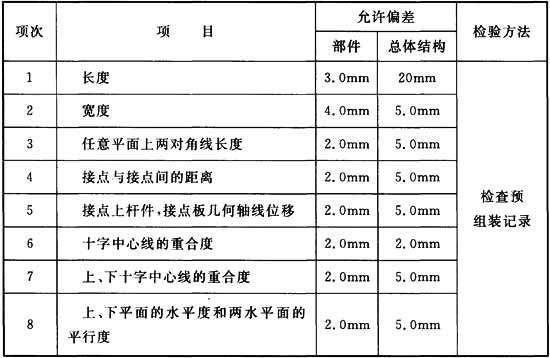 项次 项 目 允许偏差 检验方法
部件 总体结构
1 长度 3.0mm 20mm
2 宽度 4.0mm 5.0mm
3 任意平面上两对角线长度 2.0mm 5.0mm
4 接点与接点间的距离 2.0mm 5.0mm
5 接点上杆件,接点板几何轴线位移 2.0mm 5.0mm
6 十字中心线的重合度 2.0mm 2.0mm
7 上、下十字中心线的重合度 2.0mm 5.0mm
8 上、下平面的水平度和两水平面的
平行度 2.0mm 5.0mm
检查预
组装记录